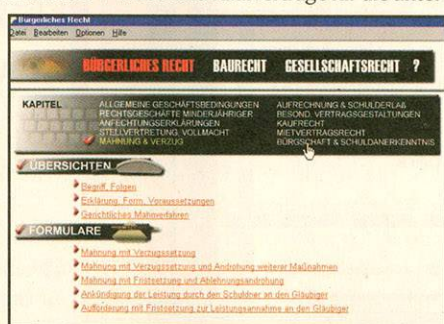 Bürgerliches Recht
Datei Bearbeiten Optionen Hilfe
BÜRGERLICHES RECHT BAURECHT GESELLSCHAFTSRECHT ?
KAPITEL
ALLGEMEINE GESCHÄFTSBEDINGUNGEN
RECHTSGESCHÄFTE MINDERJÄHRIGER
ANFECHTUNGSERKLÄRUNGEN
STELLVERTRETUNG, VOLLMACHT
MAHNUNG & VERZUG
AUFRECHNUNG & SCHULDERLAß
BESOND. VERTRAGSGESTALTUNGEN
KAUFRECHT
MIETVERTRAGSRECHT
BÜRGSCHAFT & SCHULDANERKENNTNIS
ÜBERSICHTEN
Begriff, Folgen
Erklärung, Form, Voraussetzungen
Gerichtliches Mahnverfahren
FORMULARE
Mahnung mit Verzugssetzung
Mahnung mit Verzugssetzung und Androhung weiterer Maßnahmen
Mahnung mit Fristsetzung und Ablehnungsandrohung
Ankündigung der Leistung durch den Schuldner an den Gläubiger
Aufforderung mit Fristsetzung zur Leistungsannahme an den Gläubiger